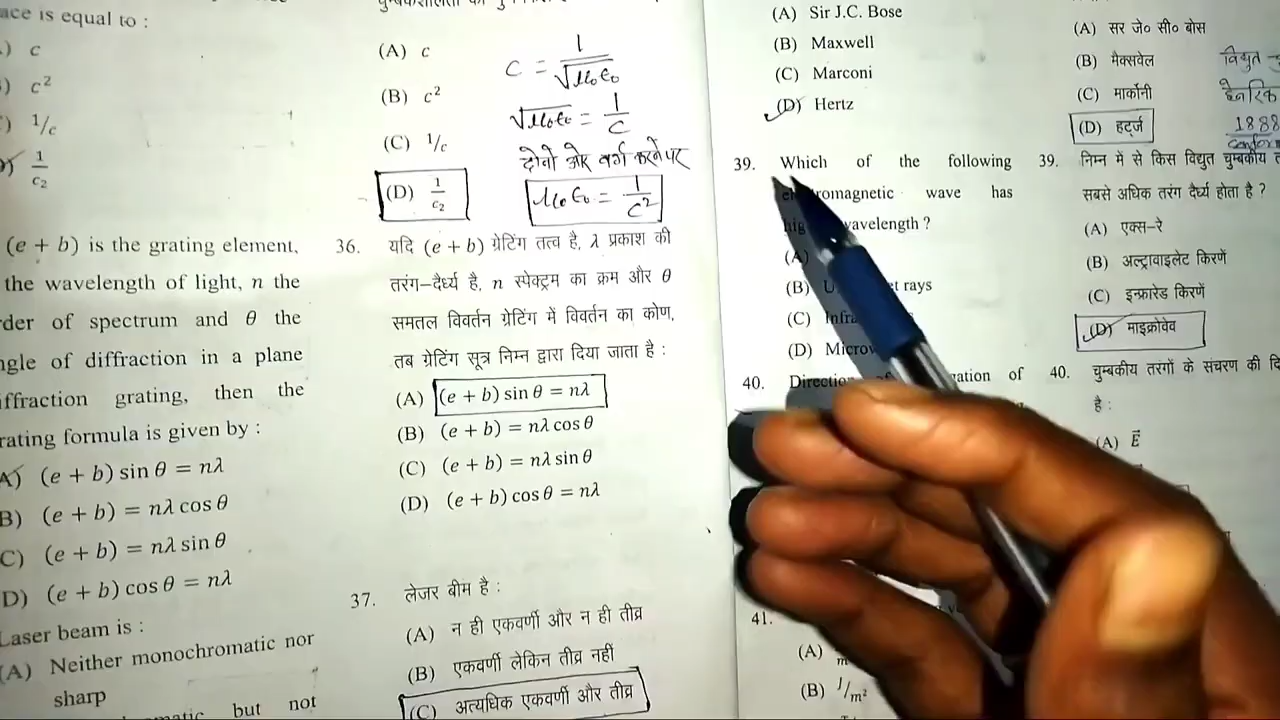 ace is equal to :
c
c²
1/c
1/c₂
(e + b) is the grating element,
the wavelength of light, n the
der of spectrum and θ the
ngle of diffraction in a plane
iffraction grating, then the
rating formula is given by :
A) (e + b) sin θ = nλ
B) (e + b) = nλ cos θ
C) (e + b) = nλ sin θ
D) (e + b) cos θ = nλ
Laser beam is :
(A) Neither monochromatic nor
sharp
but not
(A) c
(B) c²
(C) 1/c
(D) 1/c₂
c = 1/√μ₀ε₀
√μ₀ε₀ = 1/c
दोनो ओर वर्ग करने पर
μ₀ε₀ = 1/c²
36. यदि (e + b) ग्रेटिंग तत्व है, λ प्रकाश की
तरंग-दैर्ध्य है, n स्पेक्ट्रम का क्रम और θ
समतल विवर्तन ग्रेटिंग में विवर्तन का कोण,
तब ग्रेटिंग सूत्र निम्न द्वारा दिया जाता है :
(A) (e + b) sin θ = nλ
(B) (e + b) = nλ cos θ
(C) (e + b) = nλ sin θ
(D) (e + b) cos θ = nλ
37. लेजर बीम है :
(A) न ही एकवर्णी और न ही तीव्र
(B) एकवर्णी लेकिन तीव्र नहीं
(C) अत्यधिक एकवर्णी और तीव्र
(A) Sir J.C. Bose
(B) Maxwell
(C) Marconi
(D) Hertz
39. Which of the following
romagnetic wave has
wavelength ?
(A)
(B) t rays
(C) Infra
(D) Microw
40. Direction of
41.
(A) m
(B) J/m²
(A) सर जे० सी० बोस
(B) मैक्सवेल
(C) मार्कोनी
(D) हर्ट्ज
विद्युत
1888
39. निम्न में से किस विद्युत चुम्बकीय त
सबसे अधिक तरंग दैर्ध्य होता है ?
(A) एक्स-रे
(B) अल्ट्रावाइलेट किरणें
(C) इन्फ्रारेड किरणें
(D) माइक्रोवेव
40. चुम्बकीय तरंगों के संचरण की दि
है :
(A) E⃗